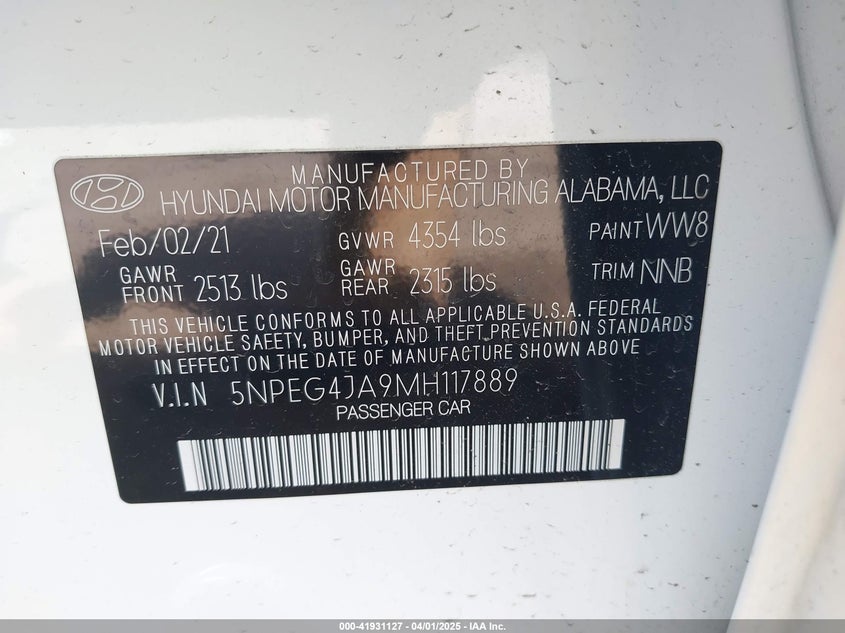 MANUFACTURED BY
HYUNDAI MOTOR MANUFACTURING ALABAMA, LLC
Feb/02/21 GVWR 4354 lbs PAINT WW8
GAWR FRONT 2513 lbs GAWR REAR 2315 lbs TRIM NNB
THIS VEHICLE CONFORMS TO ALL APPLICABLE U.S.A. FEDERAL
MOTOR VEHICLE SAFETY, BUMPER, AND THEFT PREVENTION STANDARDS
IN EFFECT ON THE DATE OF MANUFACTURE SHOWN ABOVE
V.I.N 5NPEG4JA9MH117889
PASSENGER CAR
000-41931127 - 04/01/2025 - IAA Inc.